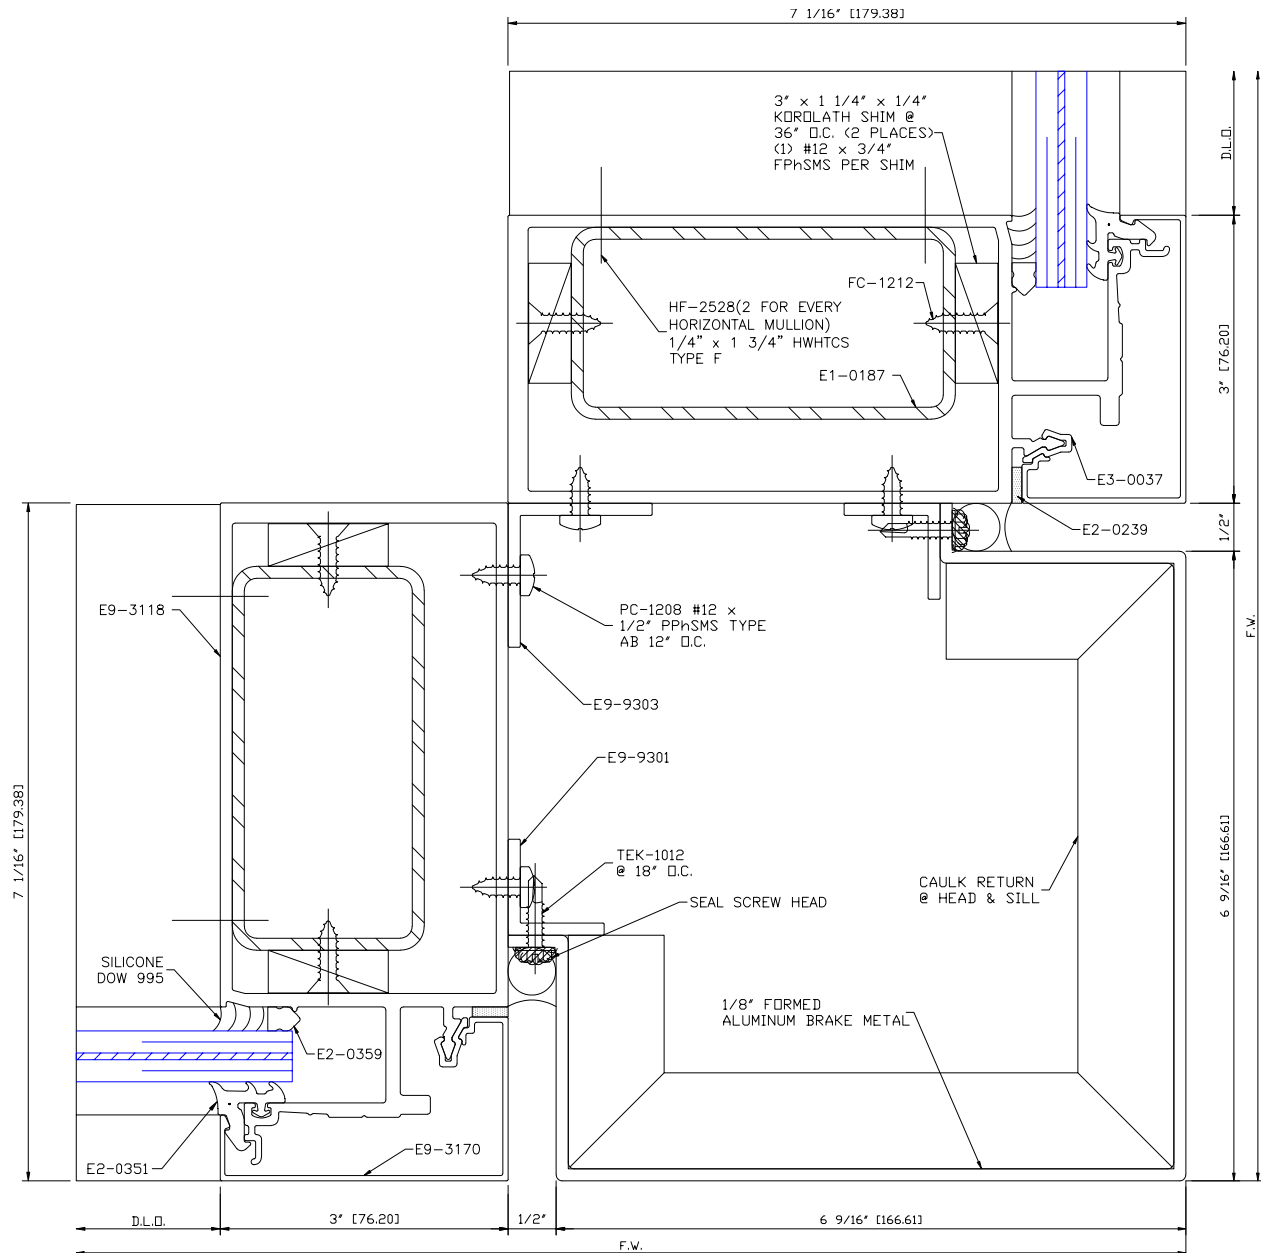 7 1/16" [179.38]
3" x 1 1/4" x 1/4"
KOROLATH SHIM @
36" O.C. (2 PLACES)
(1) #12 x 3/4"
FPhSMS PER SHIM
D.L.O.
FC-1212
HF-2528(2 FOR EVERY
HORIZONTAL MULLION)
1/4" x 1 3/4" HWHTCS
TYPE F
E1-0187
3" [76.20]
E3-0037
E2-0239
1/2"
E9-3118
PC-1208 #12 x
1/2" PPhSMS TYPE
AB 12" O.C.
F.W.
E9-9303
E9-9301
7 1/16" [179.38]
TEK-1012
@ 18" O.C.
CAULK RETURN
@ HEAD & SILL
6 9/16" [166.61]
SEAL SCREW HEAD
SILICONE
DOW 995
1/8" FORMED
ALUMINUM BRAKE METAL
E2-0359
E9-3170
E2-0351
D.L.O.
3" [76.20]
1/2"
6 9/16" [166.61]
F.W.